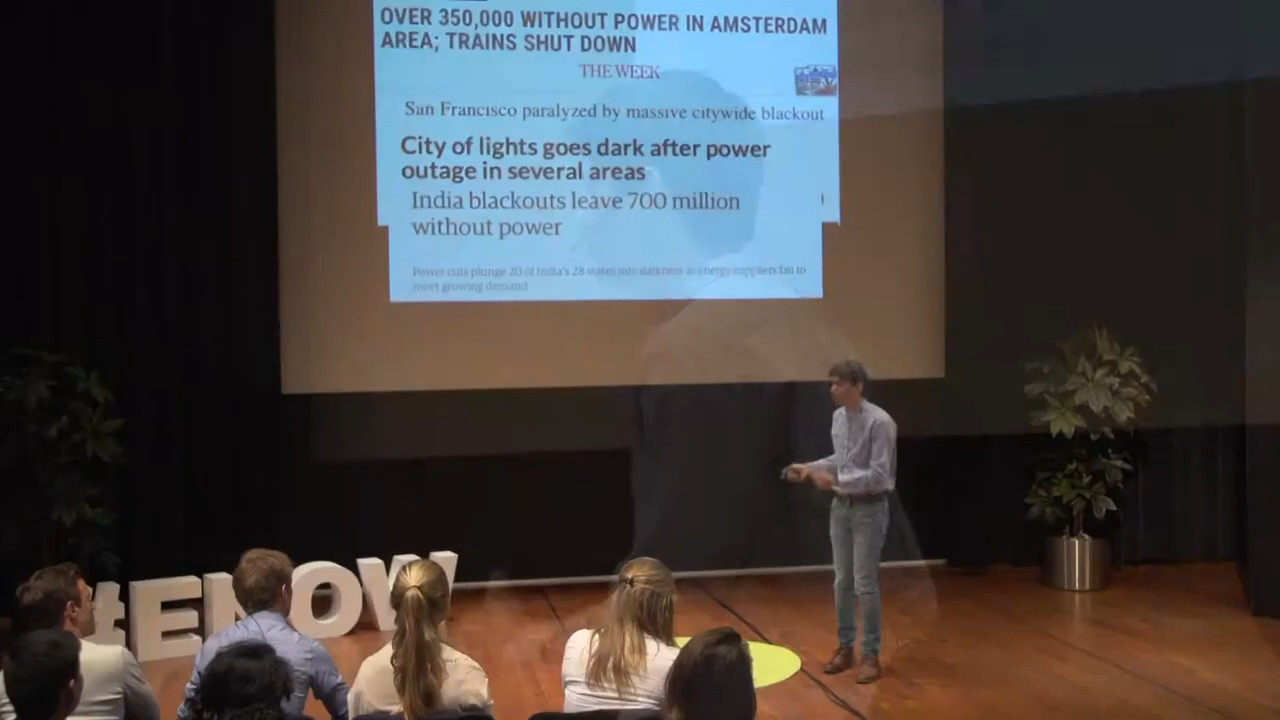 OVER 350,000 WITHOUT POWER IN AMSTERDAM
AREA; TRAINS SHUT DOWN
THE WEEK
San Francisco paralyzed by massive citywide blackout
City of lights goes dark after power
outage in several areas
India blackouts leave 700 million
without power
Power cuts plunge 20 of India's 28 states into darkness as energy suppliers fail to
meet growing demand
#ENOW